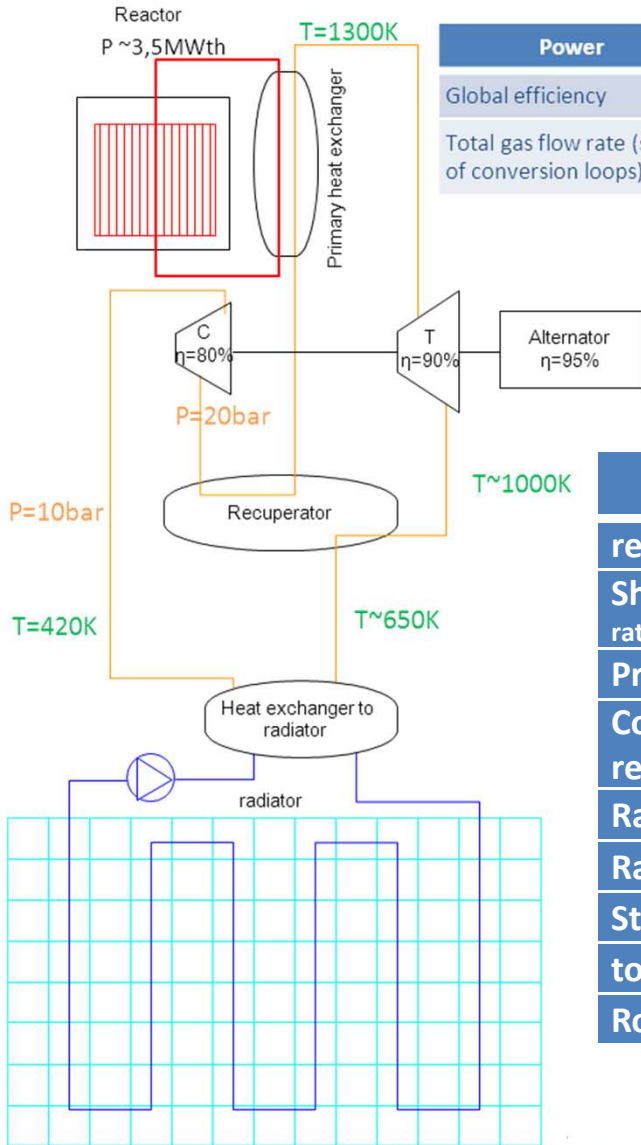 Reactor
P ~3,5MWth
T=1300K
Primary heat exchanger
Power
Global efficiency
Total gas flow rate
of conversion loops)
C
η=80%
T
η=90%
Alternator
η=95%
P=20bar
P=10bar
Recuperator
T~1000K
T=420K
T~650K
Heat exchanger to
radiator
radiator